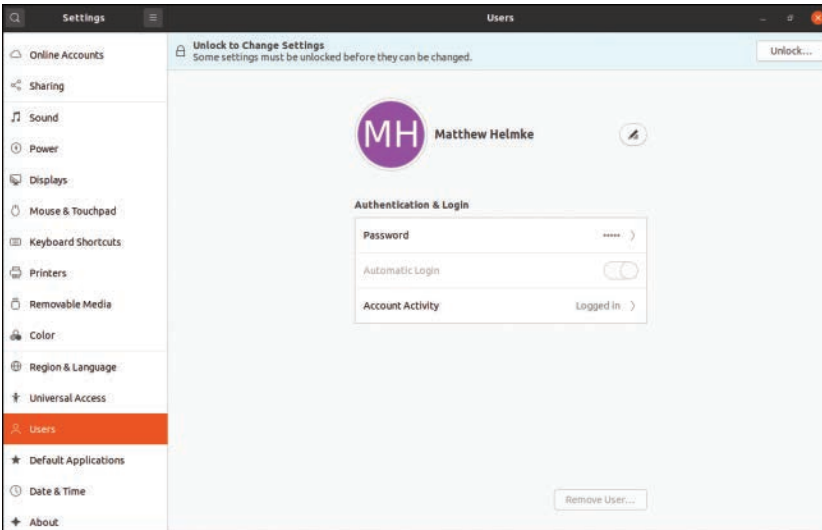 Settings
Users
Online Accounts
Sharing
Sound
Power
Displays
Mouse & Touchpad
Keyboard Shortcuts
Printers
Removable Media
Color
Region & Language
Universal Access
Users
Default Applications
Date & Time
About
Unlock to Change Settings
Some settings must be unlocked before they can be changed.
Unlock...
MH
Matthew Helmke
Authentication & Login
Password •••••
Automatic Login
Account Activity Logged in
Remove User...